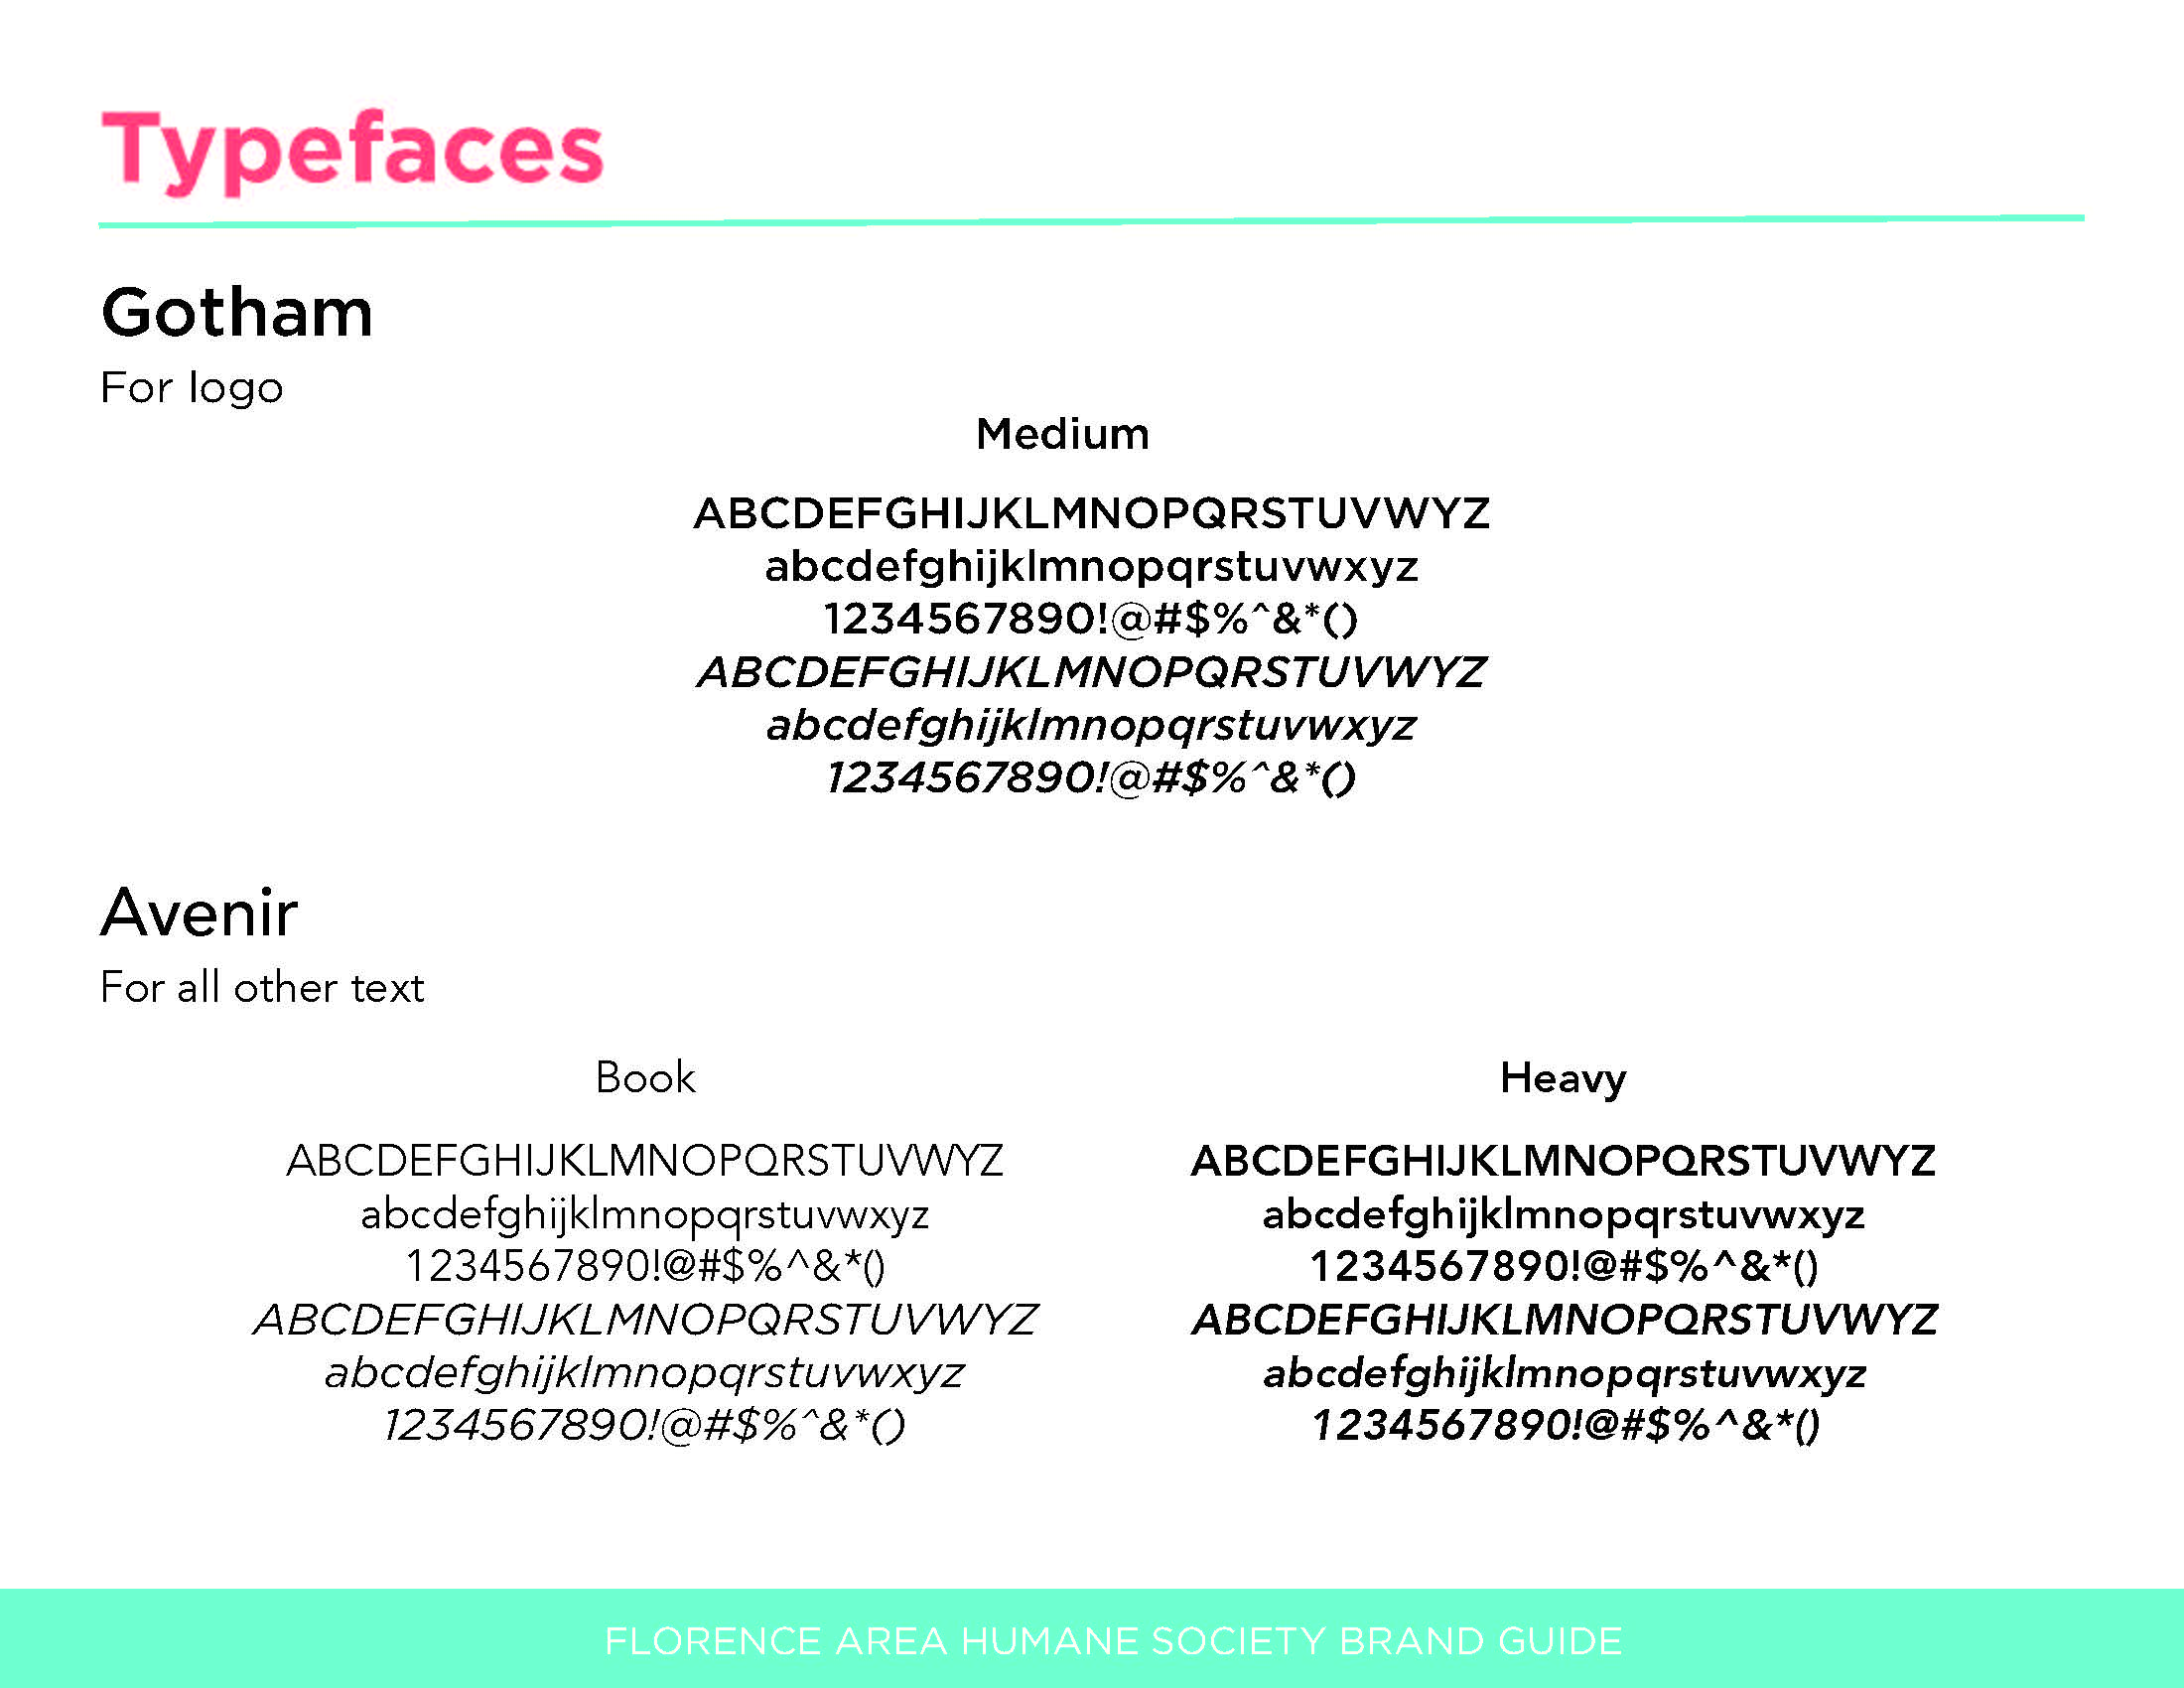 Typefaces
Gotham
For logo
Medium
ABCDEFGHIJKLMNOPQRSTUVWYZ
abcdefghijklmnopqrstuvwxyz
1234567890!@#$%^&*()
ABCDEFGHIJKLMNOPQRSTUVWYZ
abcdefghijklmnopqrstuvwxyz
1234567890!@#$%^&*()
Avenir
For all other text
Book
ABCDEFGHIJKLMNOPQRSTUVWYZ
abcdefghijklmnopqrstuvwxyz
1234567890!@#$%^&*()
ABCDEFGHIJKLMNOPQRSTUVWYZ
abcdefghijklmnopqrstuvwxyz
1234567890!@#$%^&*()
Heavy
ABCDEFGHIJKLMNOPQRSTUVWYZ
abcdefghijklmnopqrstuvwxyz
1234567890!@#$%^&*()
ABCDEFGHIJKLMNOPQRSTUVWYZ
abcdefghijklmnopqrstuvwxyz
1234567890!@#$%^&*()
FLORENCE AREA HUMANE SOCIETY BRAND GUIDE